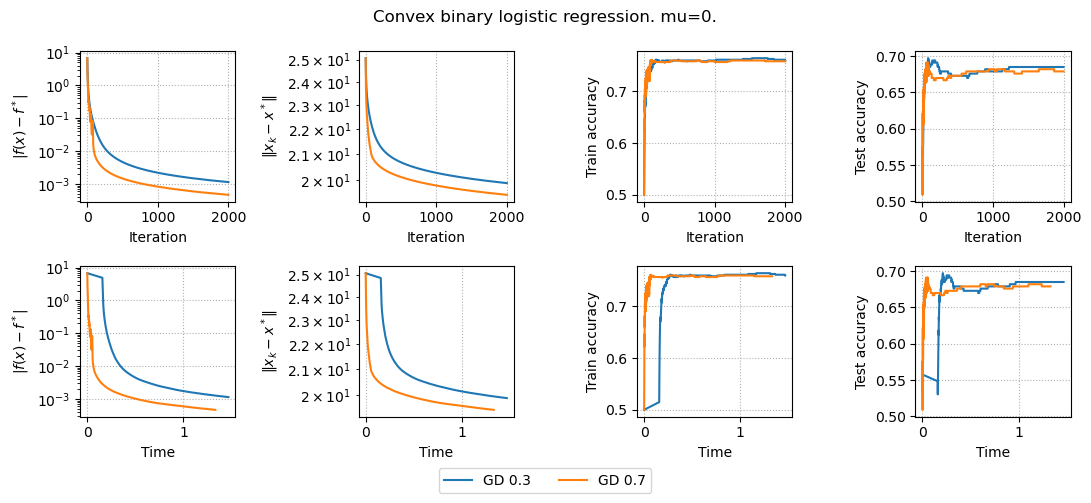 Convex binary logistic regression. mu=0.
|f(x) − f*|
10¹
10⁰
10⁻¹
10⁻²
10⁻³
0 1000 2000
Iteration
‖x_k − x*‖
2.5 × 10¹
2.4 × 10¹
2.3 × 10¹
2.2 × 10¹
2.1 × 10¹
2 × 10¹
0 1000 2000
Iteration
Train accuracy
0.7
0.6
0.5
0 1000 2000
Iteration
Test accuracy
0.70
0.65
0.60
0.55
0.50
0 1000 2000
Iteration
|f(x) − f*|
10¹
10⁰
10⁻¹
10⁻²
10⁻³
0 1
Time
‖x_k − x*‖
2.5 × 10¹
2.4 × 10¹
2.3 × 10¹
2.2 × 10¹
2.1 × 10¹
2 × 10¹
0 1
Time
Train accuracy
0.7
0.6
0.5
0 1
Time
Test accuracy
0.70
0.65
0.60
0.55
0.50
0 1
Time
GD 0.3 GD 0.7